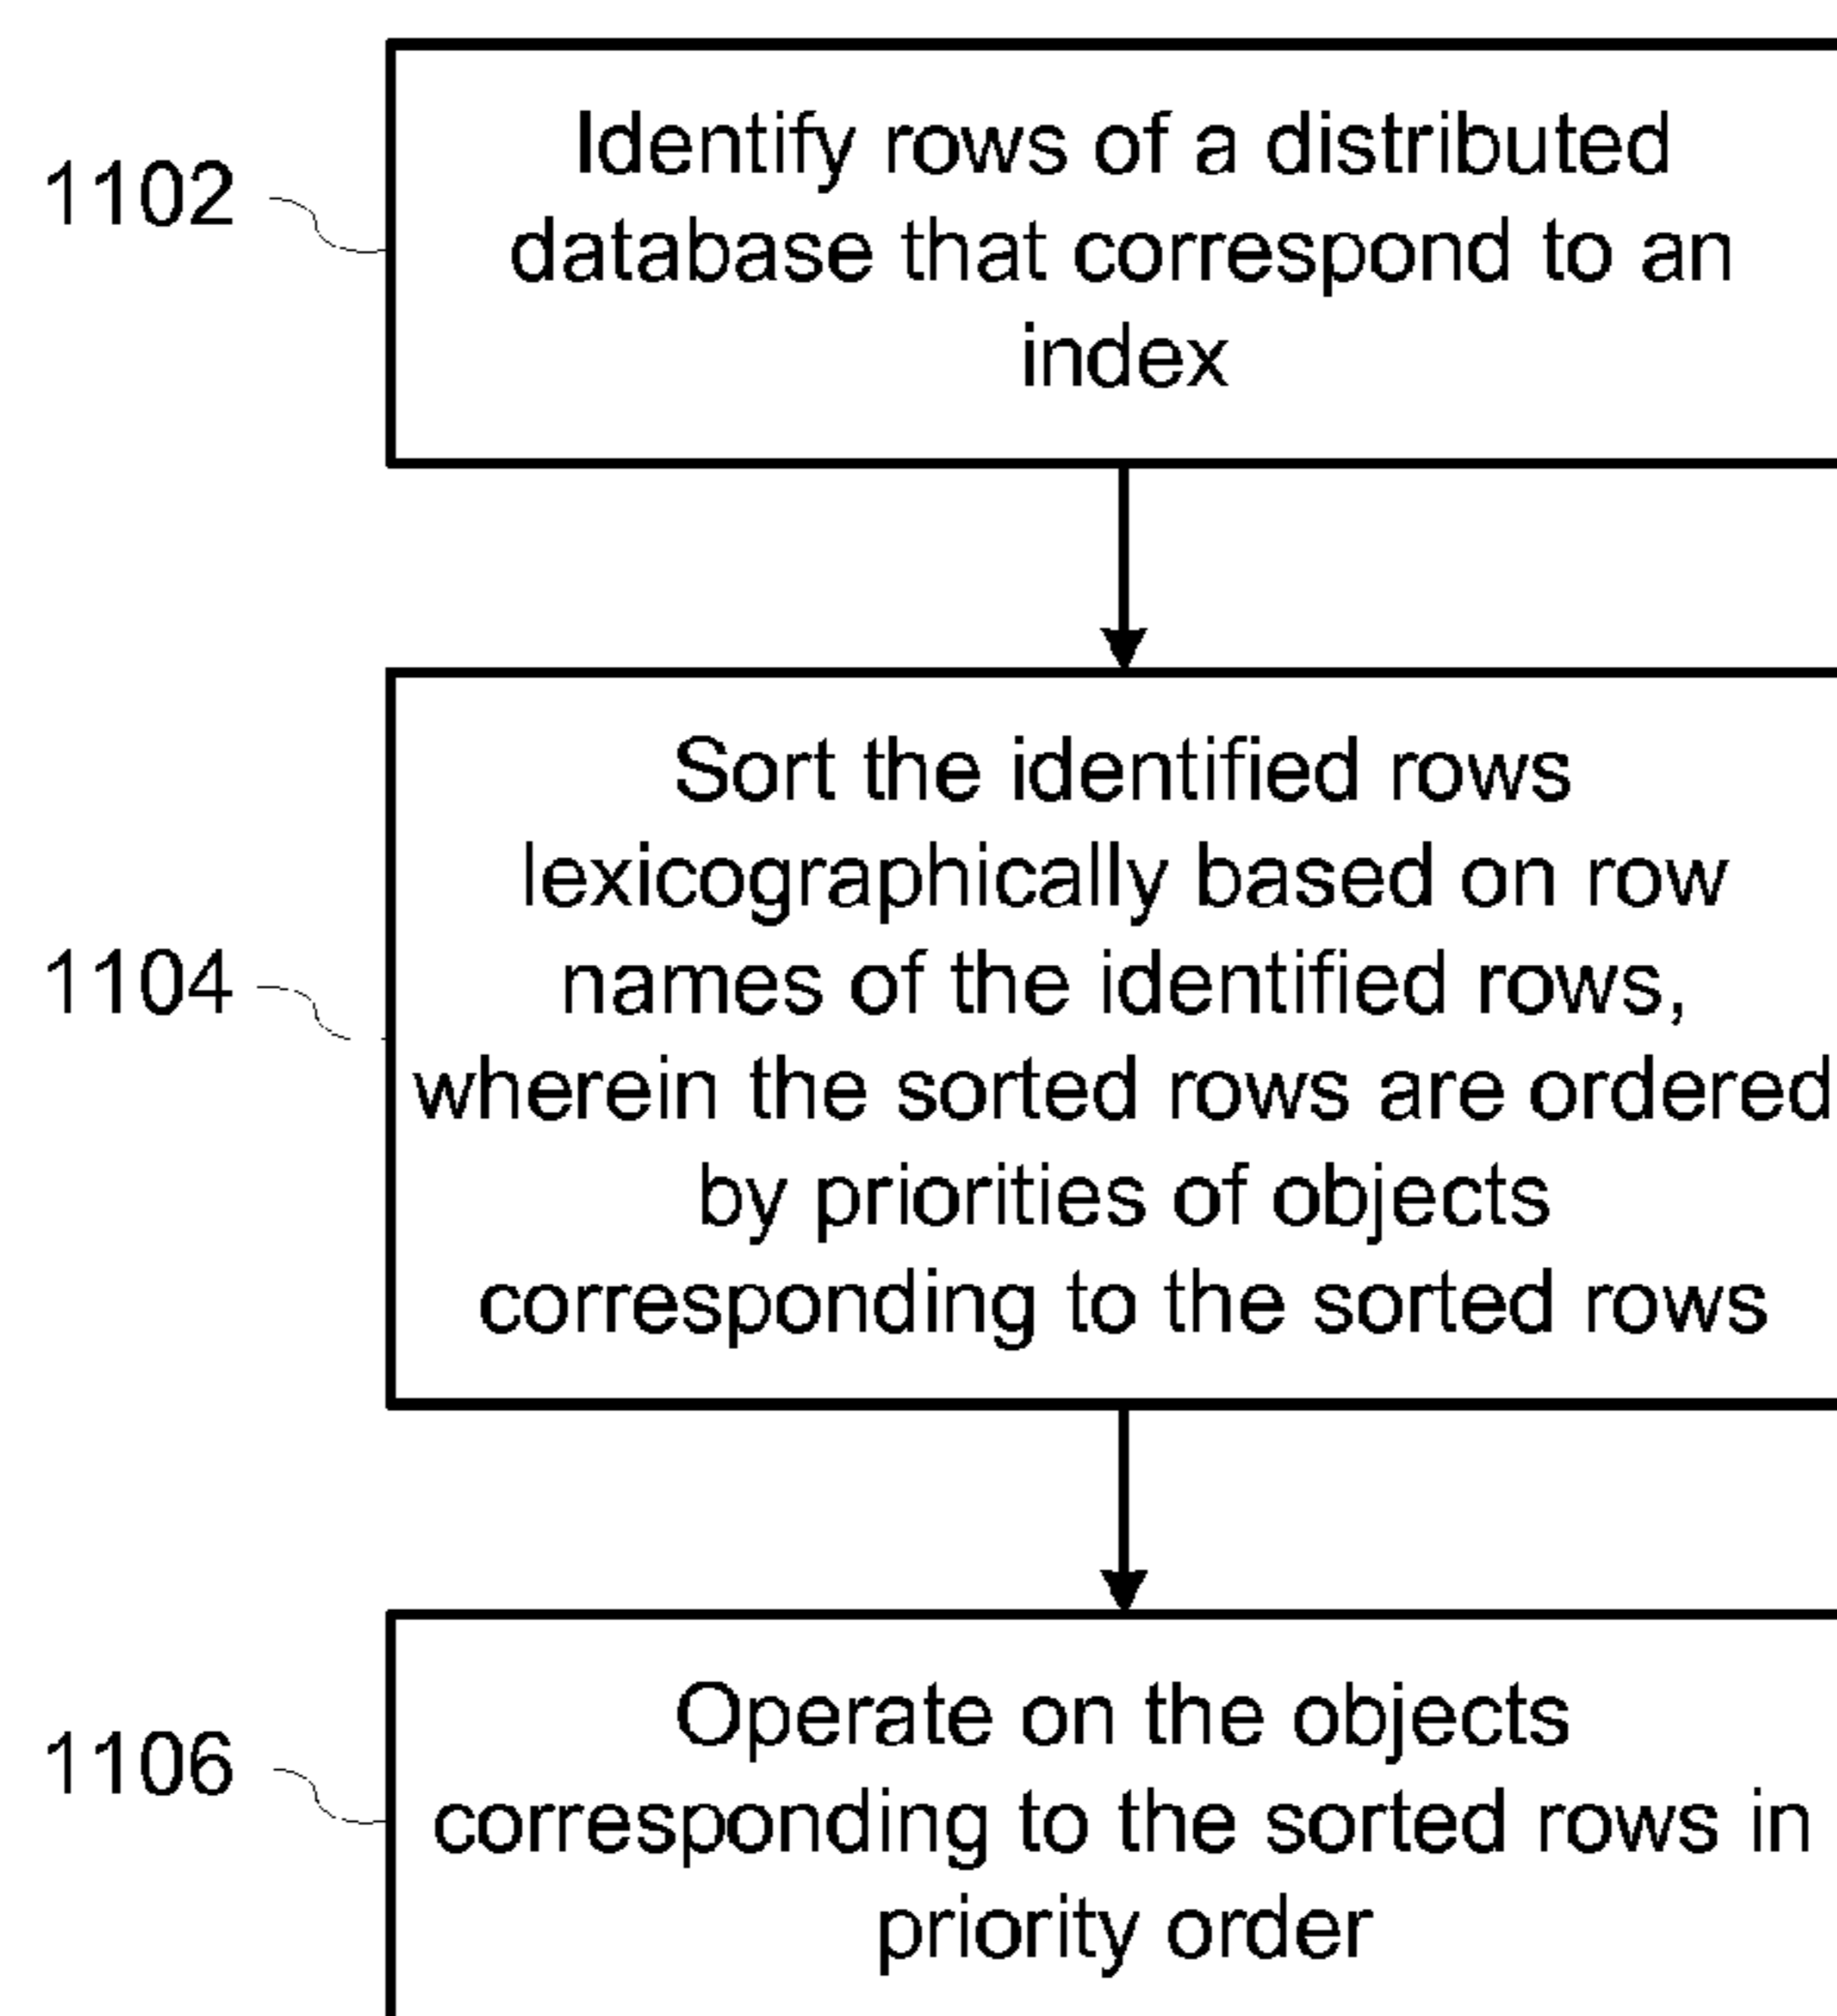 1102
Identify rows of a distributed
database that correspond to an
index
1104
Sort the identified rows
lexicographically based on row
names of the identified rows,
wherein the sorted rows are ordered
by priorities of objects
corresponding to the sorted rows
1106
Operate on the objects
corresponding to the sorted rows in
priority order